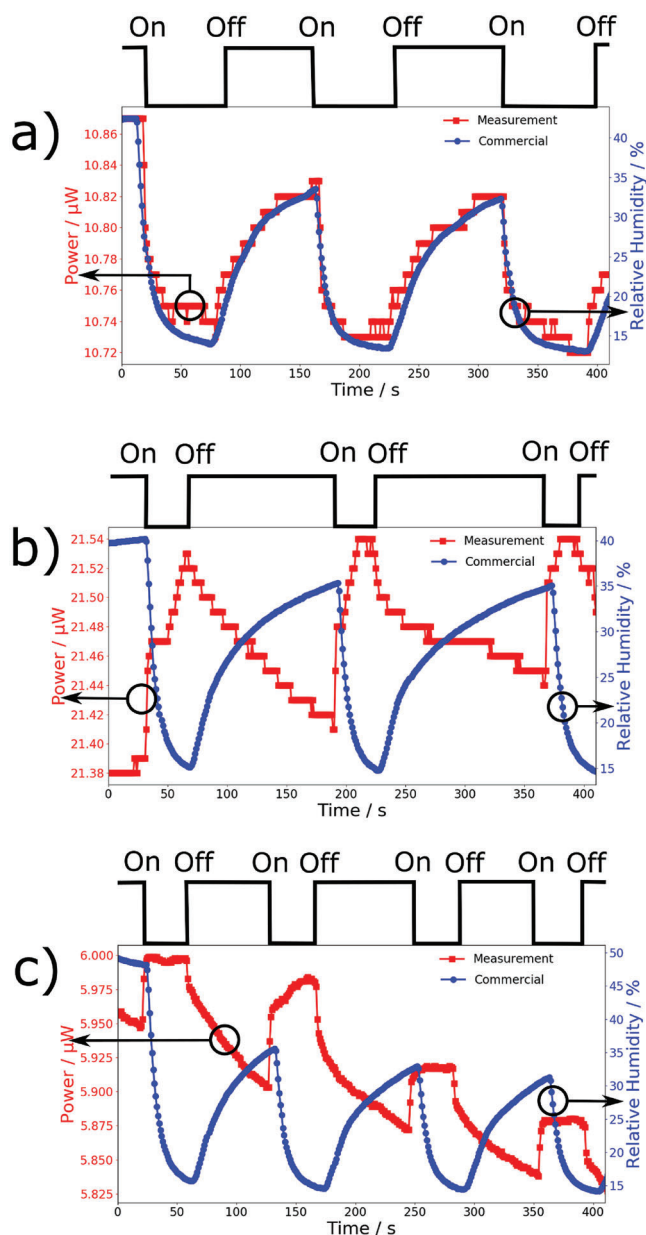 On Off On Off On Off
a)
Measurement
Commercial
Power / µW
10.86
10.84
10.82
10.80
10.78
10.76
10.74
10.72
Relative Humidity / %
40
35
30
25
20
15
0 50 100 150 200 250 300 350 400
Time / s
On Off On Off On Off
b)
Measurement
Commercial
Power / µW
21.54
21.52
21.50
21.48
21.46
21.44
21.42
21.40
21.38
Relative Humidity / %
40
35
30
25
20
15
0 50 100 150 200 250 300 350 400
Time / s
On Off On Off On Off On Off
c)
Measurement
Commercial
Power / µW
6.000
5.975
5.950
5.925
5.900
5.875
5.840
5.825
Relative Humidity / %
50
45
40
35
30
25
20
15
0 50 100 150 200 250 300 350 400
Time / s